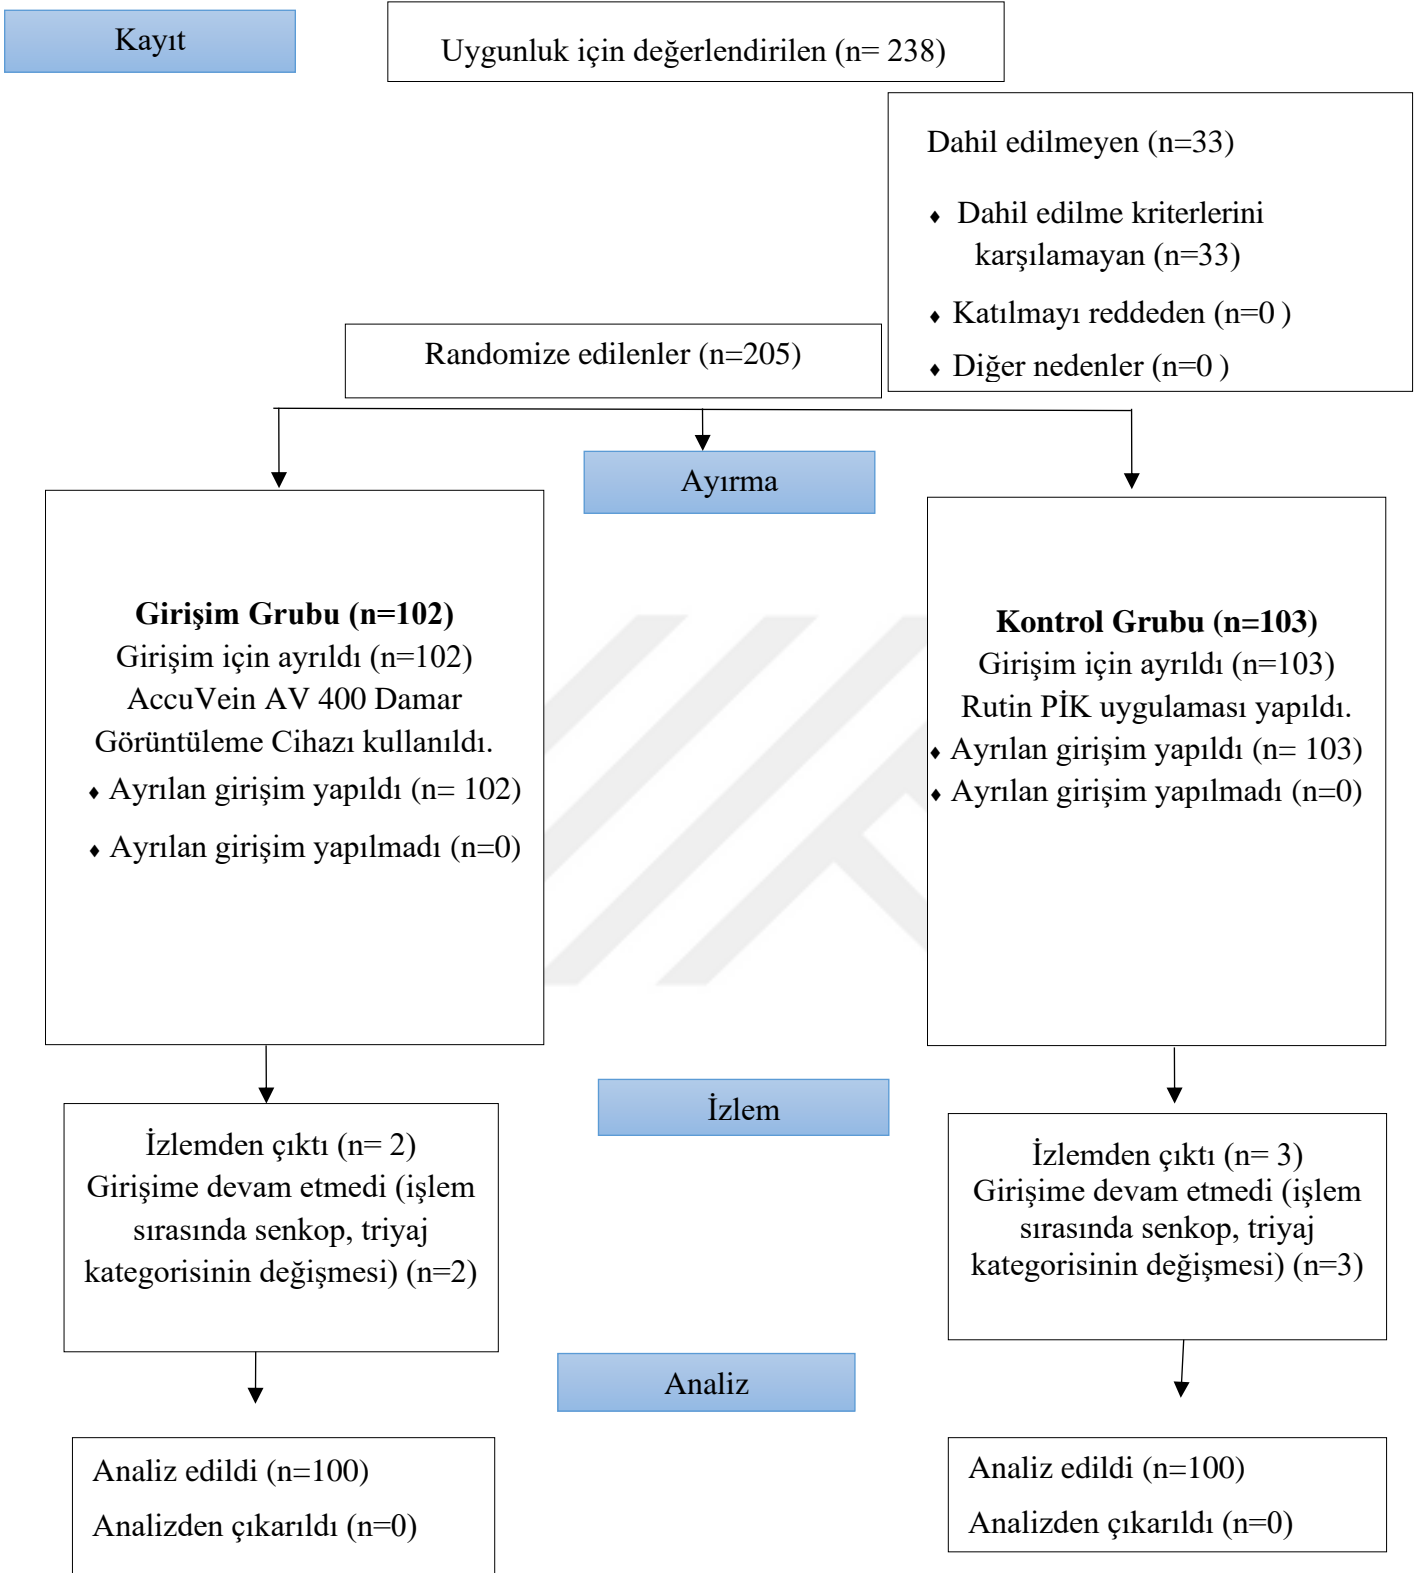 Kayıt
Uygunluk için değerlendirilen (n= 238)
Dahil edilmeyen (n=33)
♦ Dahil edilme kriterlerini
karşılamayan (n=33)
♦ Katılmayı reddeden (n=0 )
♦ Diğer nedenler (n=0 )
Randomize edilenler (n=205)
Ayırma
Girişim Grubu (n=102)
Girişim için ayrıldı (n=102)
AccuVein AV 400 Damar
Görüntüleme Cihazı kullanıldı.
♦ Ayrılan girişim yapıldı (n= 102)
♦ Ayrılan girişim yapılmadı (n=0)
Kontrol Grubu (n=103)
Girişim için ayrıldı (n=103)
Rutin PİK uygulaması yapıldı.
♦ Ayrılan girişim yapıldı (n= 103)
♦ Ayrılan girişim yapılmadı (n=0)
İzlem
İzlemden çıktı (n= 2)
Girişime devam etmedi (işlem
sırasında senkop, triyaj
kategorisinin değişmesi) (n=2)
İzlemden çıktı (n= 3)
Girişime devam etmedi (işlem
sırasında senkop, triyaj
kategorisinin değişmesi) (n=3)
Analiz
Analiz edildi (n=100)
Analizden çıkarıldı (n=0)
Analiz edildi (n=100)
Analizden çıkarıldı (n=0)